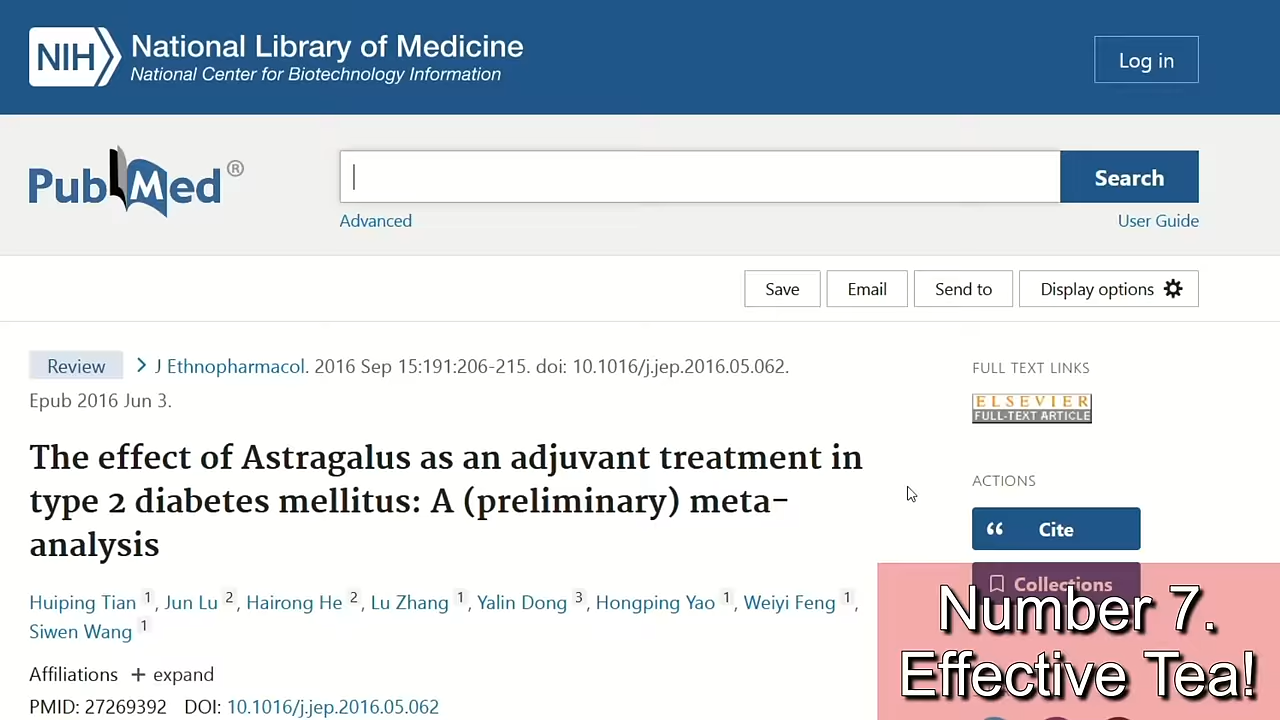 NIH National Library of Medicine
National Center for Biotechnology Information
Log in
PubMed®
Search
Advanced
User Guide
Save
Email
Send to
Display options
Review
J Ethnopharmacol. 2016 Sep 15:191:206-215. doi: 10.1016/j.jep.2016.05.062.
Epub 2016 Jun 3.
The effect of Astragalus as an adjuvant treatment in
type 2 diabetes mellitus: A (preliminary) meta-
analysis
Huiping Tian 1, Jun Lu 2, Hairong He 2, Lu Zhang 1, Yalin Dong 3, Hongping Yao 1, Weiyi Feng 1,
Siwen Wang 1
Affiliations + expand
PMID: 27269392 DOI: 10.1016/j.jep.2016.05.062
FULL TEXT LINKS
ELSEVIER
FULL-TEXT ARTICLE
ACTIONS
Cite
Collections
Number 7.
Effective Tea!